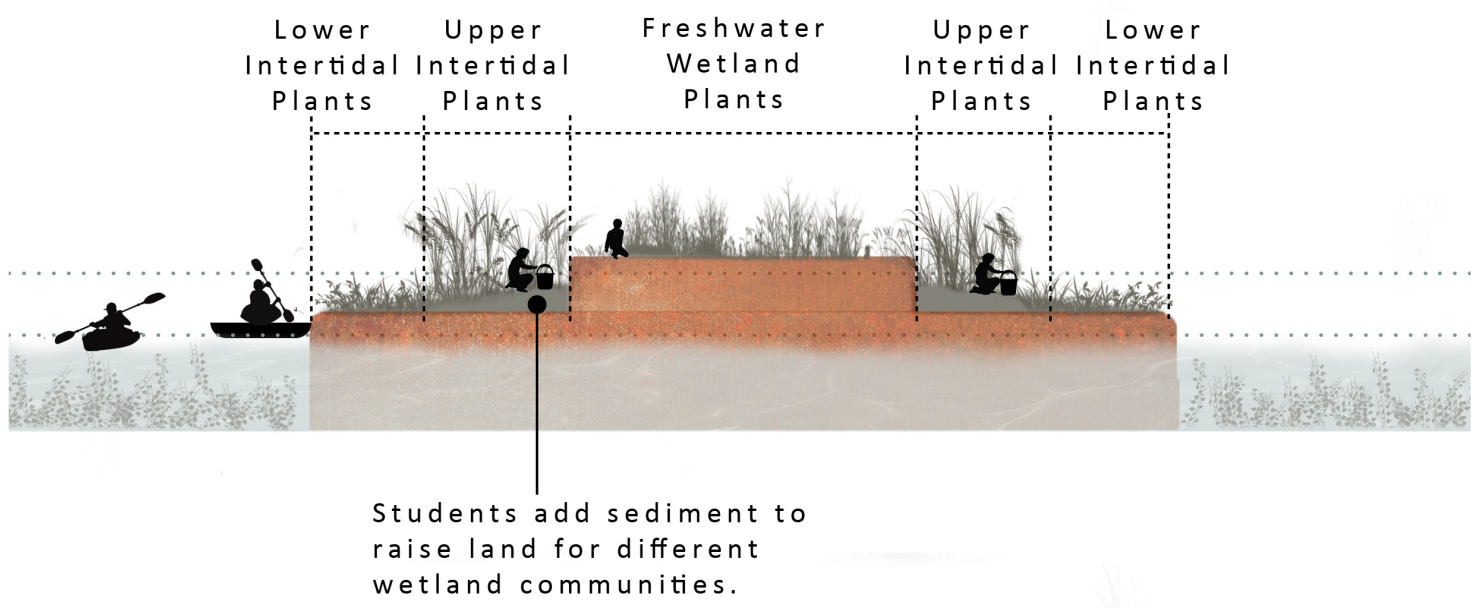 Lower
Intertidal
Plants
Upper
Intertidal
Plants
Freshwater
Wetland
Plants
Upper
Intertidal
Plants
Lower
Intertidal
Plants
Students add sediment to
raise land for different
wetland communities.